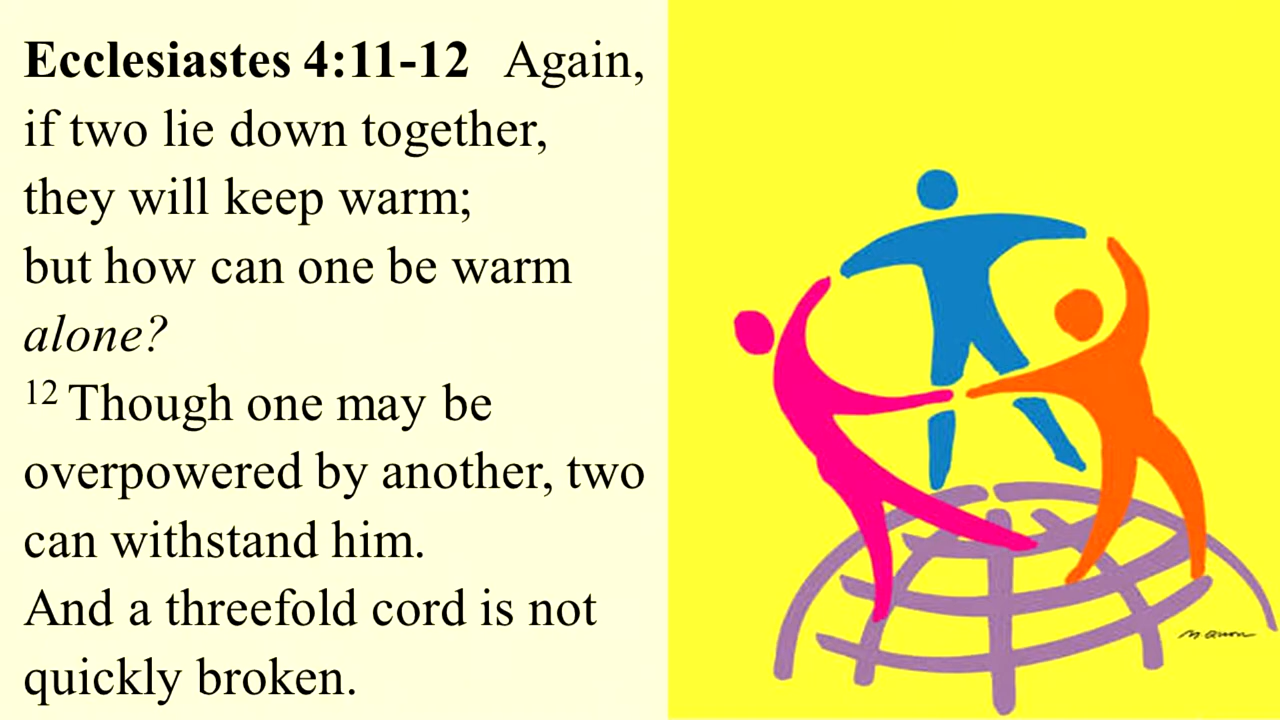 Ecclesiastes 4:11-12 Again,
if two lie down together,
they will keep warm;
but how can one be warm
alone?
12 Though one may be
overpowered by another, two
can withstand him.
And a threefold cord is not
quickly broken.